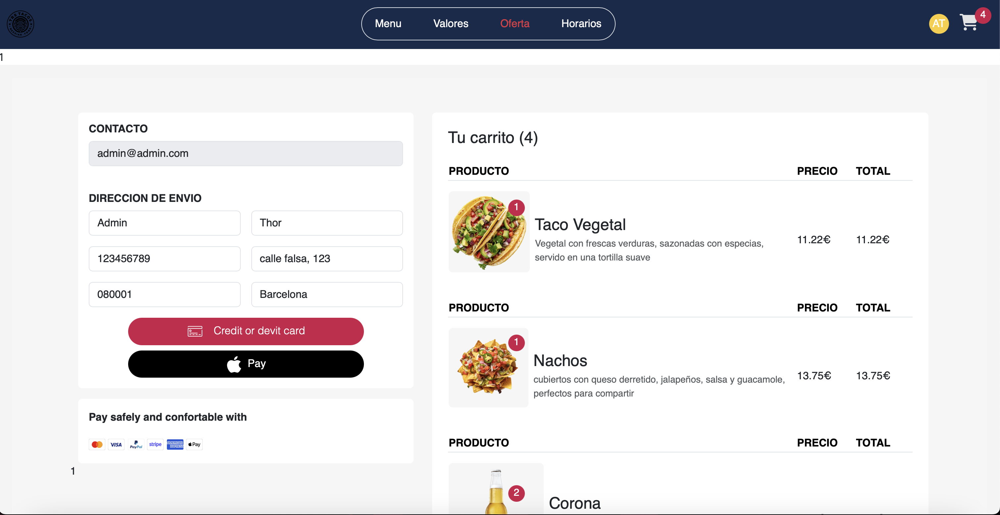 TRS TACOS
MEXXIAN FOOD
Menu Valores Oferta Horarios
AT
4
1
CONTACTO
admin@admin.com
DIRECCION DE ENVIO
Admin Thor
123456789 calle falsa, 123
080001 Barcelona
Credit or devit card
Pay
Pay safely and confortable with
VISA PayPal stripe AMERICAN EXPRESS Pay
1
Tu carrito (4)
PRODUCTO PRECIO TOTAL
1
Taco Vegetal
Vegetal con frescas verduras, sazonadas con especias,
servido en una tortilla suave
11.22€ 11.22€
PRODUCTO PRECIO TOTAL
1
Nachos
cubiertos con queso derretido, jalapeños, salsa y guacamole,
perfectos para compartir
13.75€ 13.75€
PRODUCTO PRECIO TOTAL
2
Corona